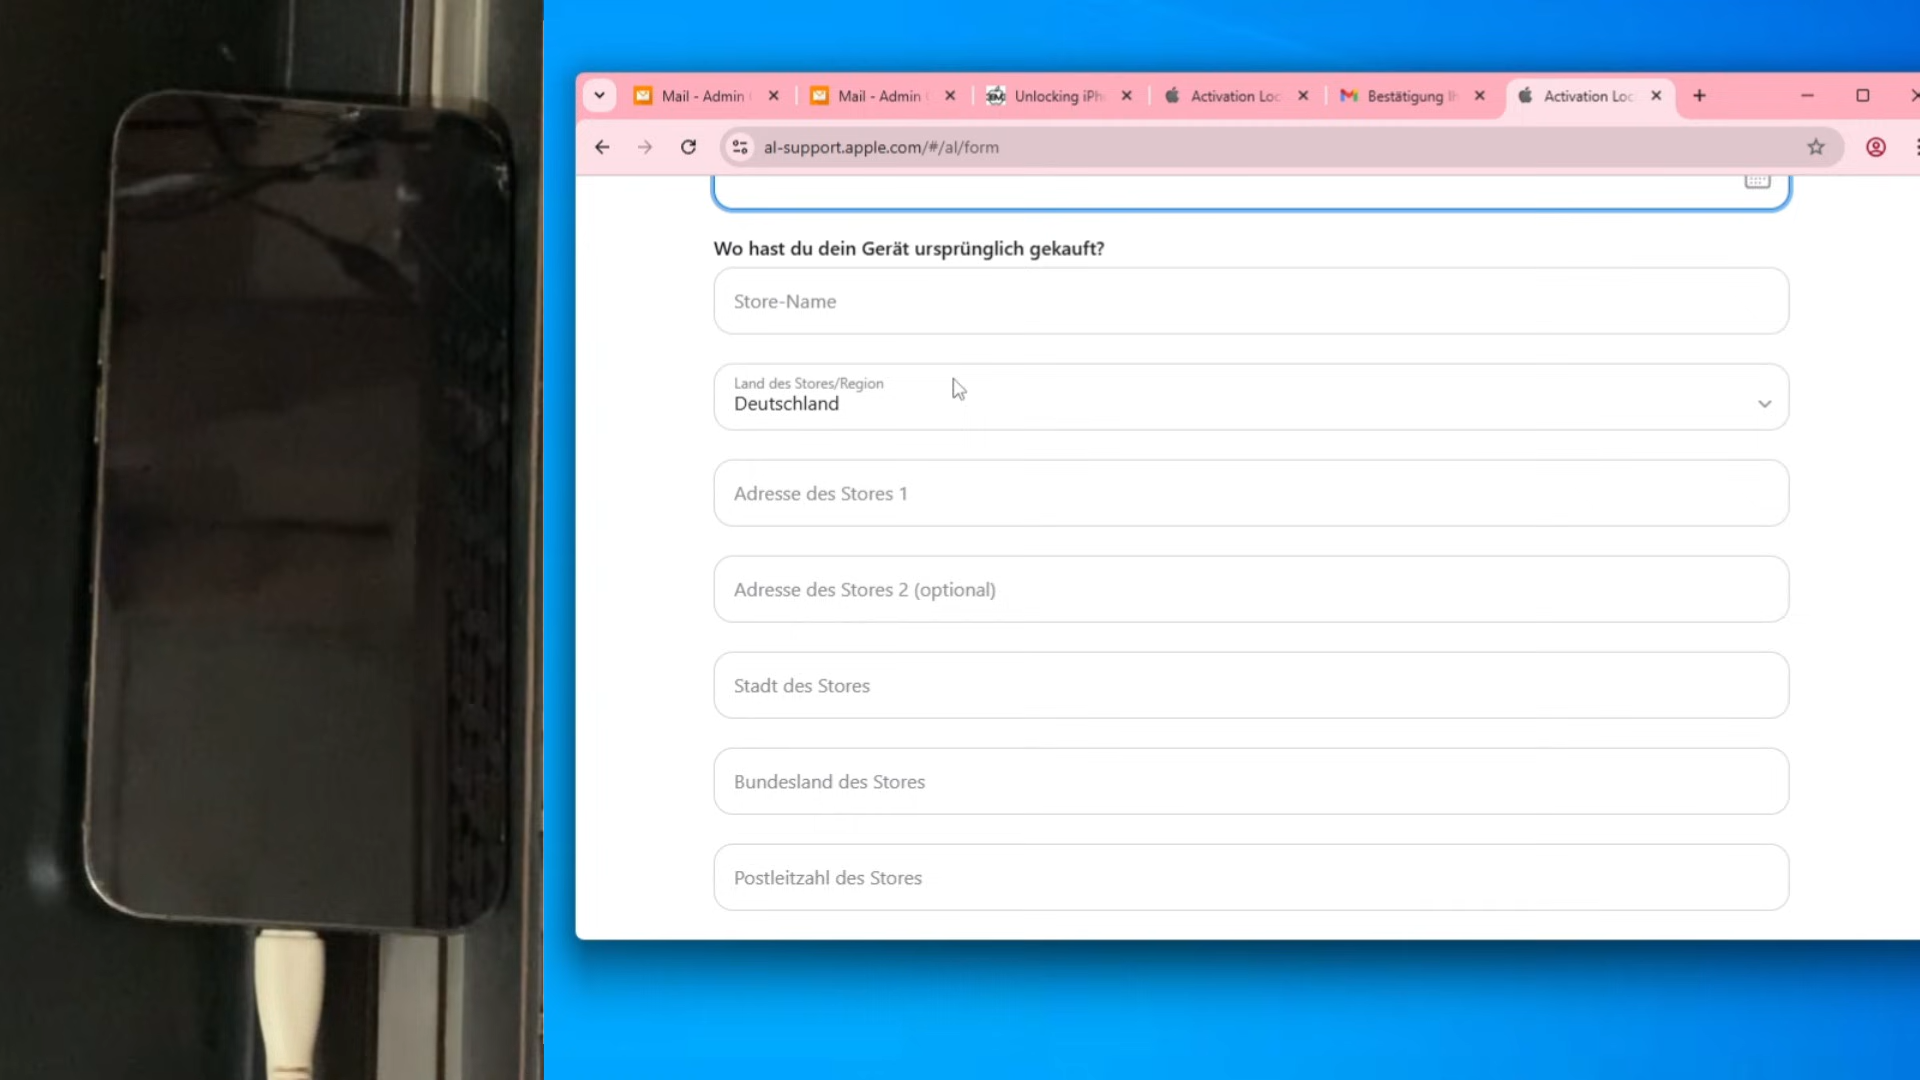 Mail - Admin
Mail - Admin
Unlocking iPh
Activation Loc
Bestätigung Ih
Activation Loc
al-support.apple.com/#/al/form
Wo hast du dein Gerät ursprünglich gekauft?
Store-Name
Land des Stores/Region
Deutschland
Adresse des Stores 1
Adresse des Stores 2 (optional)
Stadt des Stores
Bundesland des Stores
Postleitzahl des Stores